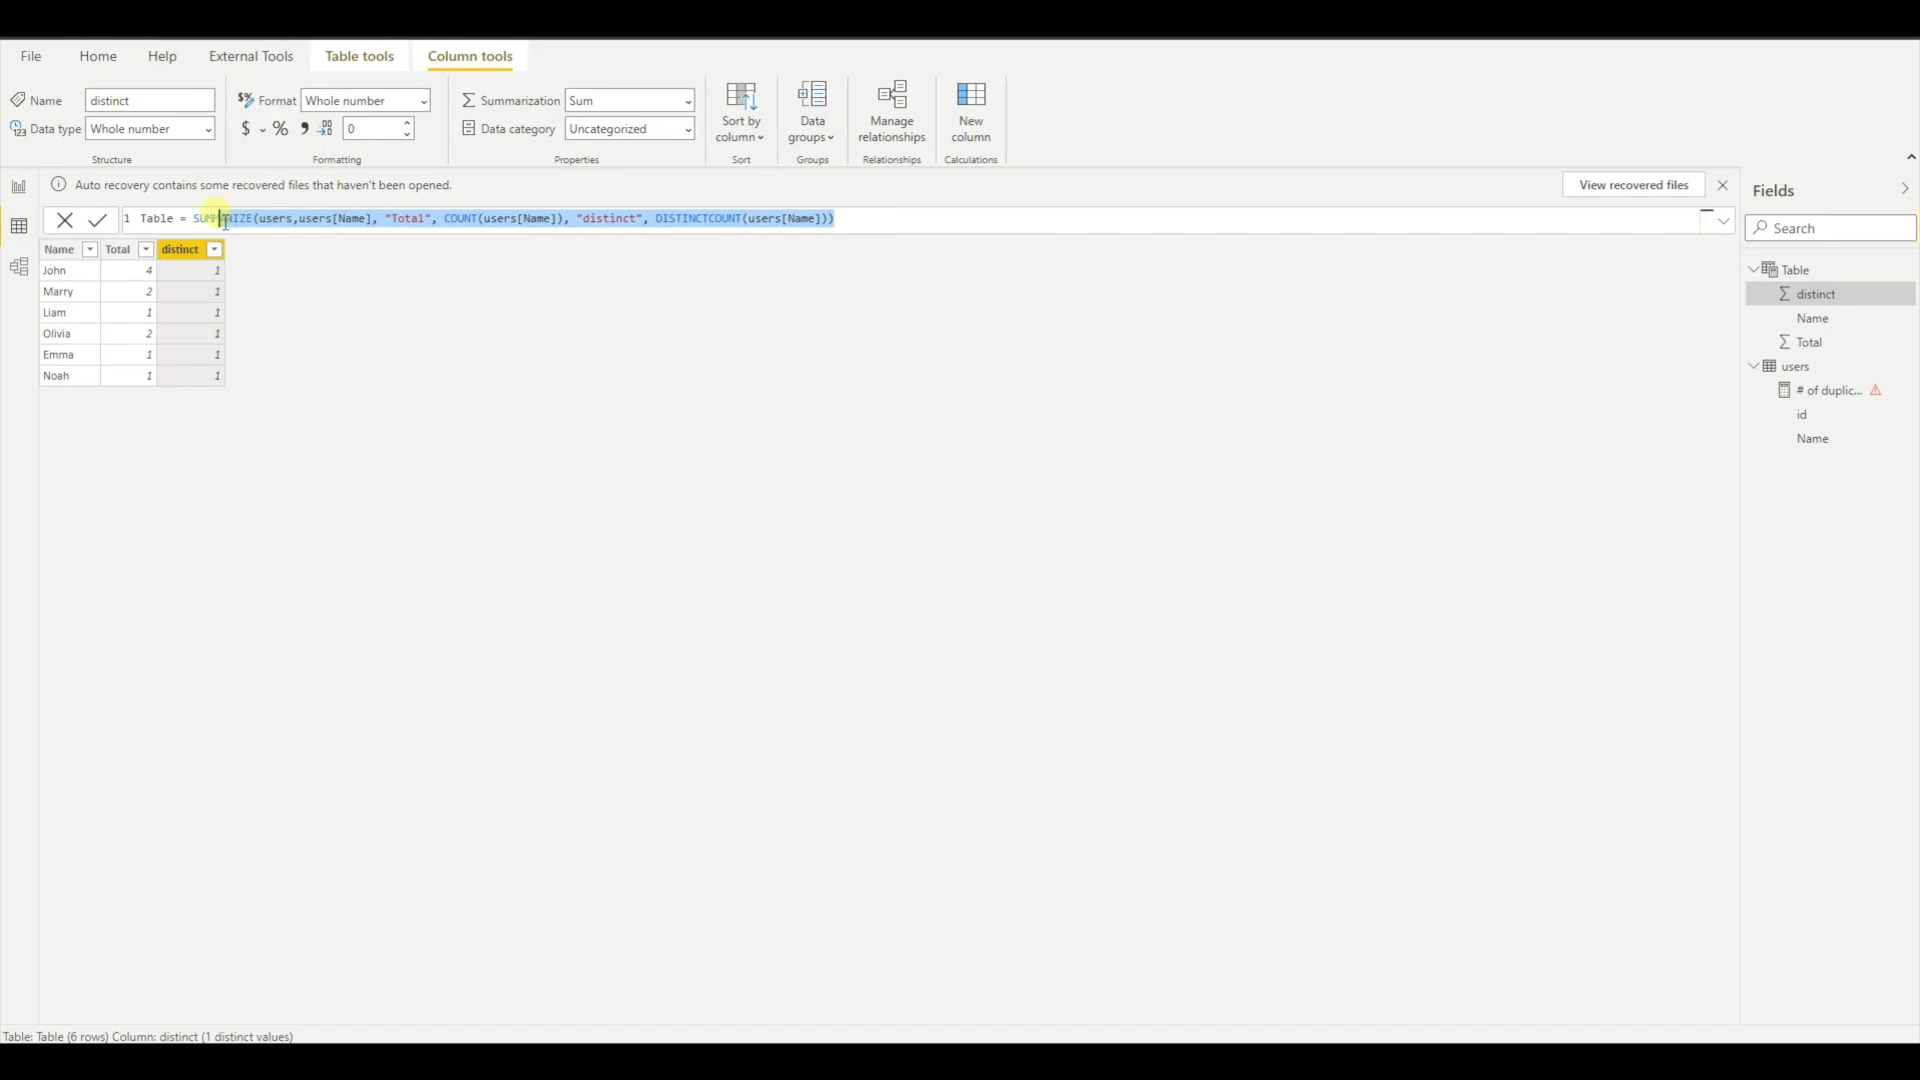 File Home Help External Tools Table tools Column tools
Name distinct Format Whole number Summarization Sum
Data type Whole number $ % 0 Data category Uncategorized
Sort by column Data groups Manage relationships New column
Structure Formatting Properties Sort Groups Relationships Calculations
Auto recovery contains some recovered files that haven't been opened. View recovered files
1 Table = SUMMARIZE(users,users[Name], "Total", COUNT(users[Name]), "distinct", DISTINCTCOUNT(users[Name]))
Name Total distinct
John 4 1
Marry 2 1
Liam 1 1
Olivia 2 1
Emma 1 1
Noah 1 1
Fields
Search
Table
distinct
Name
Total
users
# of duplic...
id
Name
Table: Table (6 rows) Column: distinct (1 distinct values)